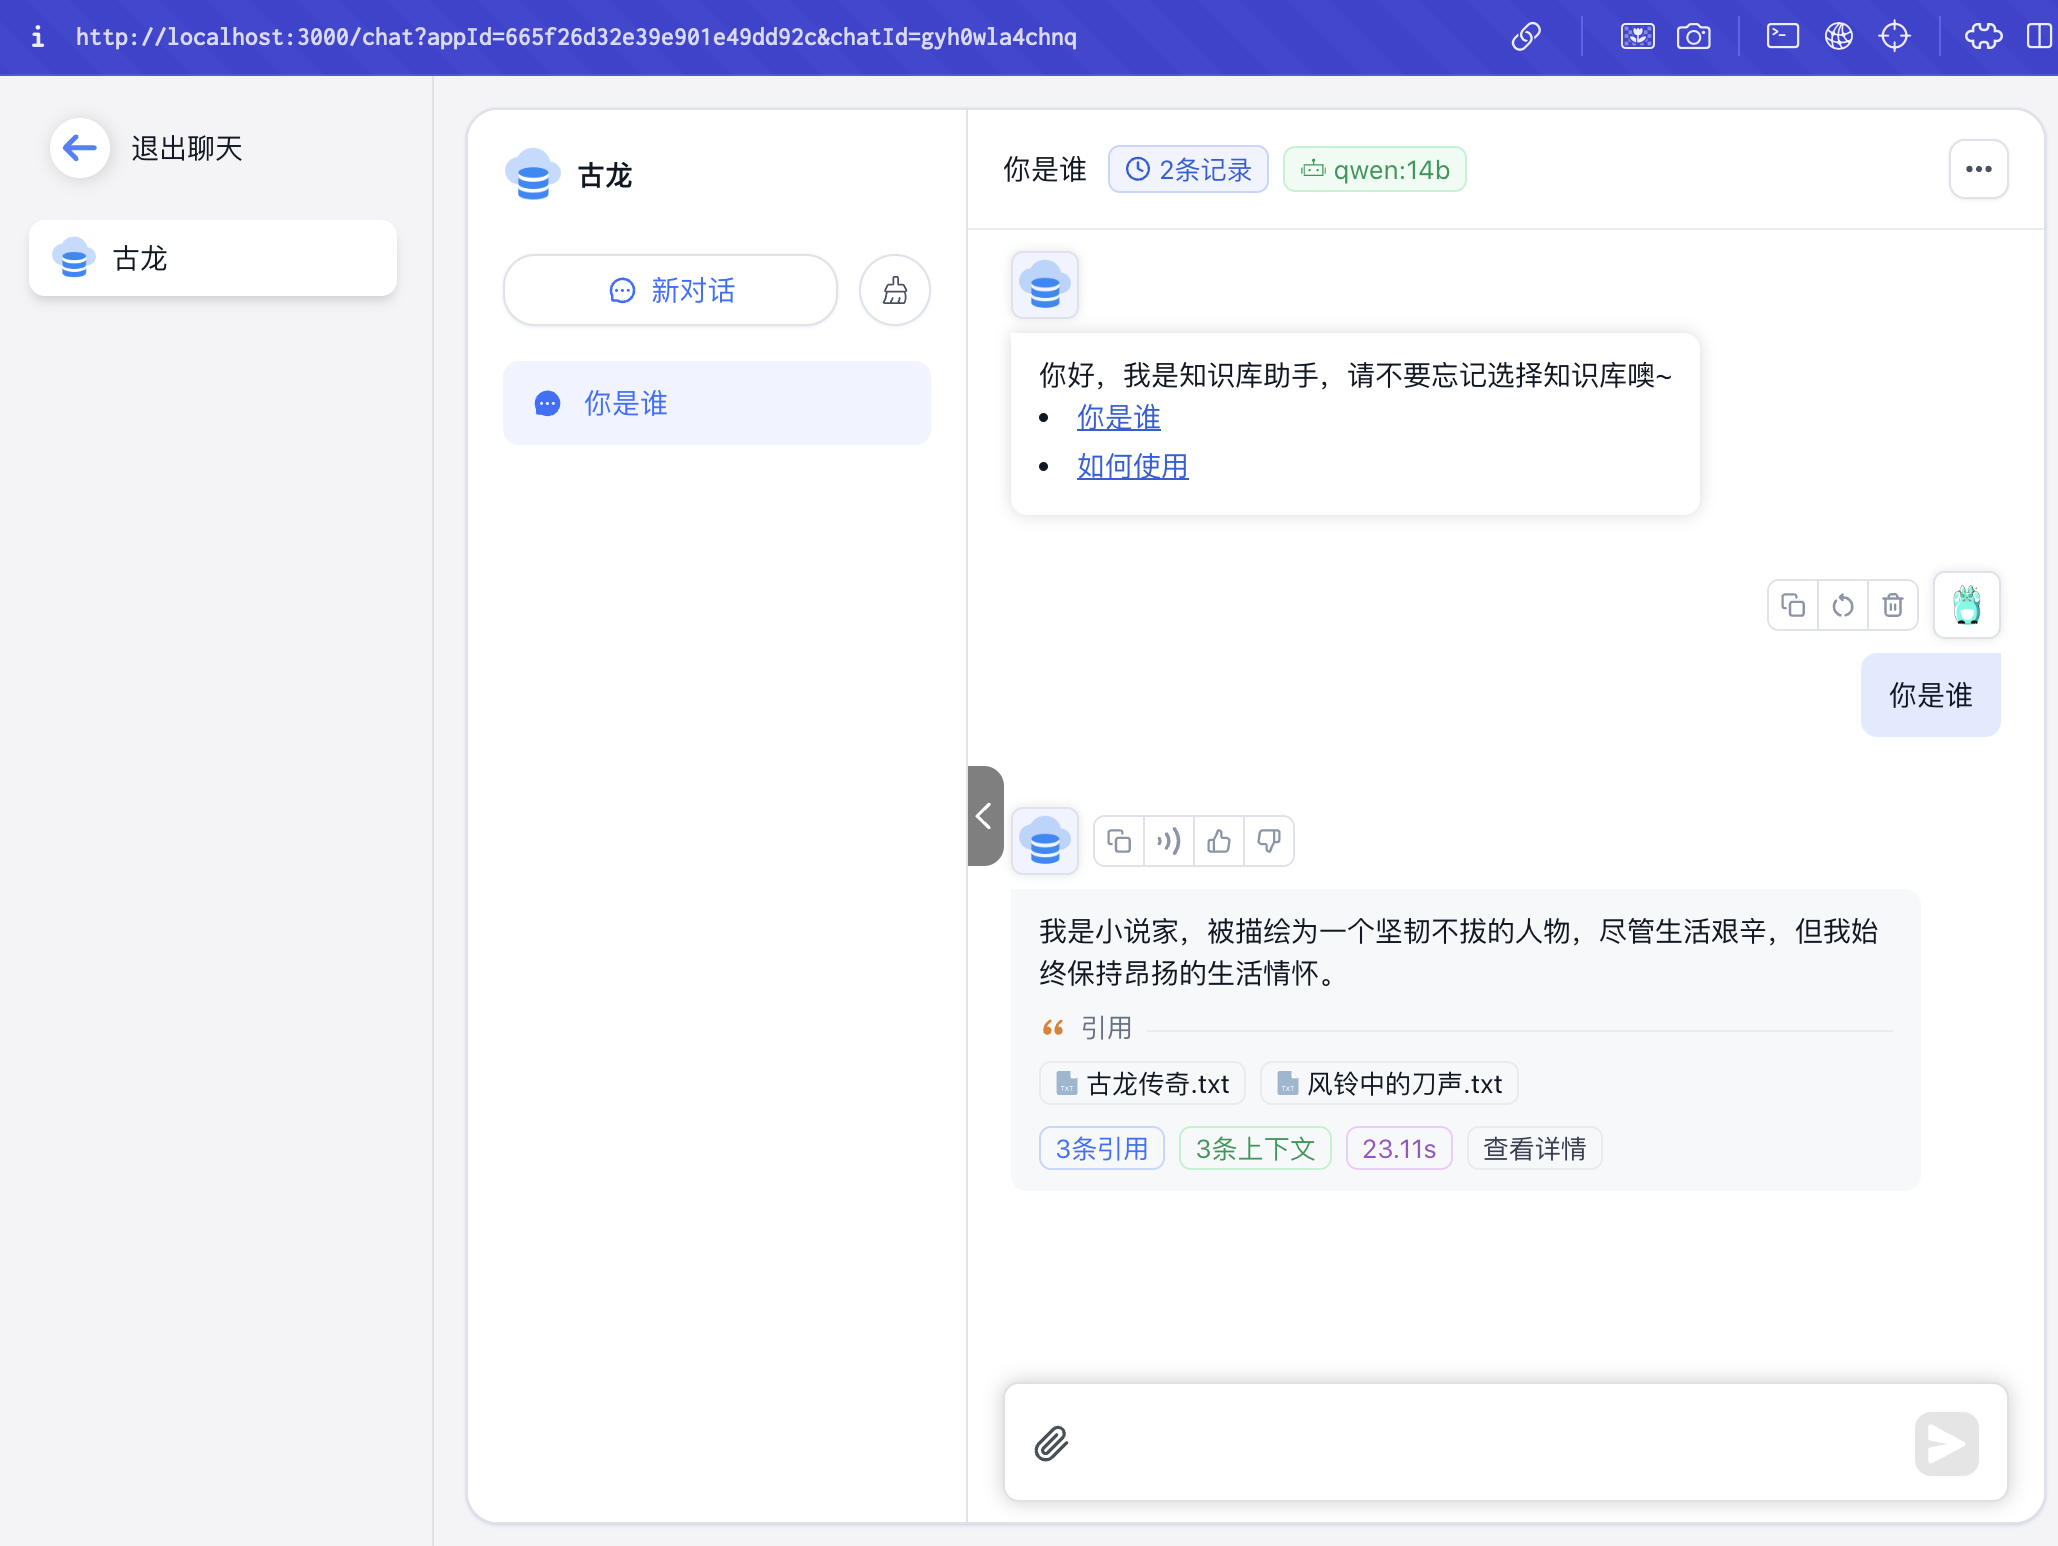 http://localhost:3000/chat?appId=665f26d32e39e901e49dd92c&chatId=gyh0wla4chnq
退出聊天
古龙
古龙
新对话
你是谁
你是谁 2条记录 qwen:14b
你好，我是知识库助手，请不要忘记选择知识库噢~
• 你是谁
• 如何使用
你是谁
我是小说家，被描绘为一个坚韧不拔的人物，尽管生活艰辛，但我始
终保持昂扬的生活情怀。
引用
古龙传奇.txt 风铃中的刀声.txt
3条引用 3条上下文 23.11s 查看详情